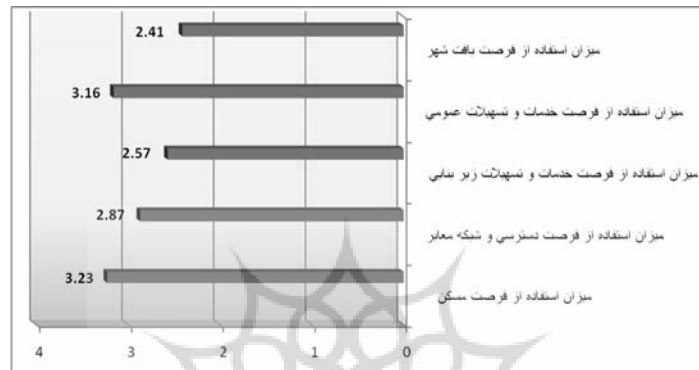 2.41
میزان استفاده از فرصت بافت شهر
3.16
میزان استفاده از فرصت خدمات و تسهیلات عمومی
2.57
میزان استفاده از فرصت خدمات و تسهیلات زیر بنایی
2.87
میزان استفاده از فرصت دسترسی و شبکه معابر
3.23
میزان استفاده از فرصت مسکن
4 3 2 1 0